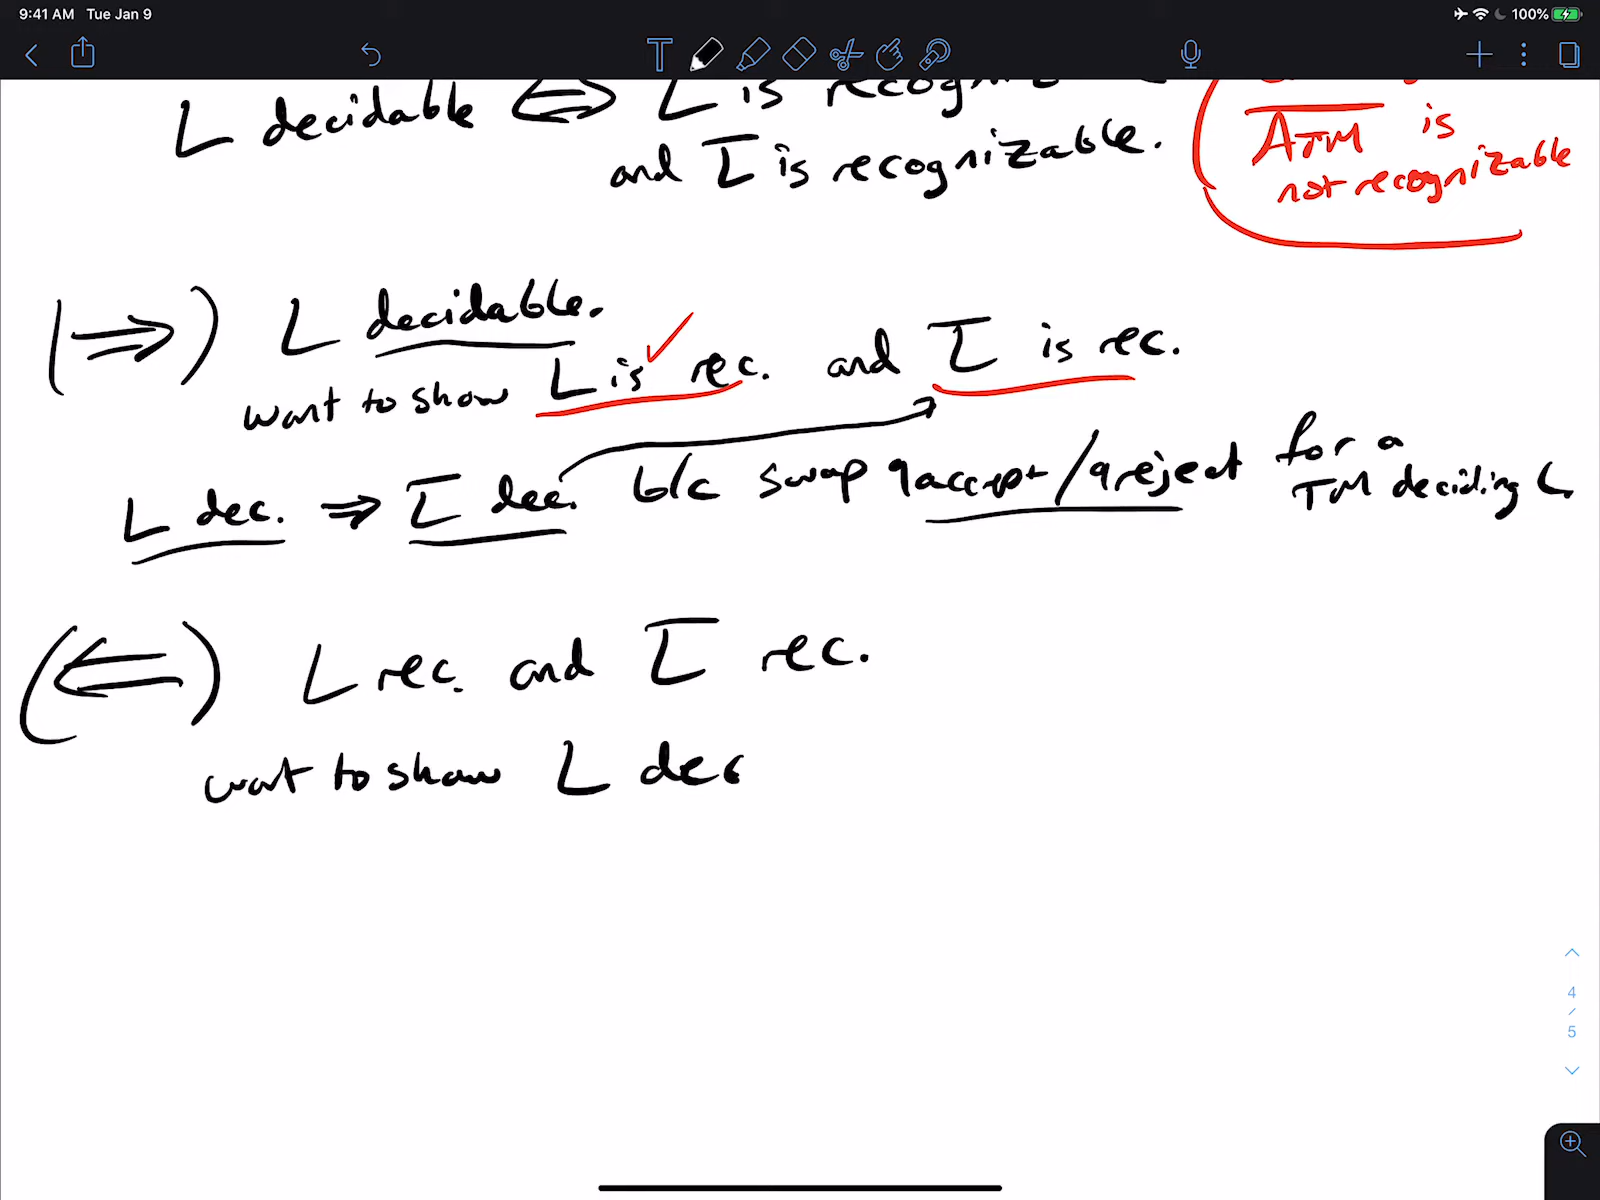 9:41 AM Tue Jan 9
100%
L decidable ⟺ L is recogni
and L̅ is recognizable.
A̅T̅M̅ is
not recognizable
(⟹) L decidable.
want to show L is rec. and L̅ is rec.
L dec. ⇒ L̅ dec. b/c swap qaccept/qreject for a
TM deciding L.
(⟸) L rec. and L̅ rec.
want to show L dec
4
/
5